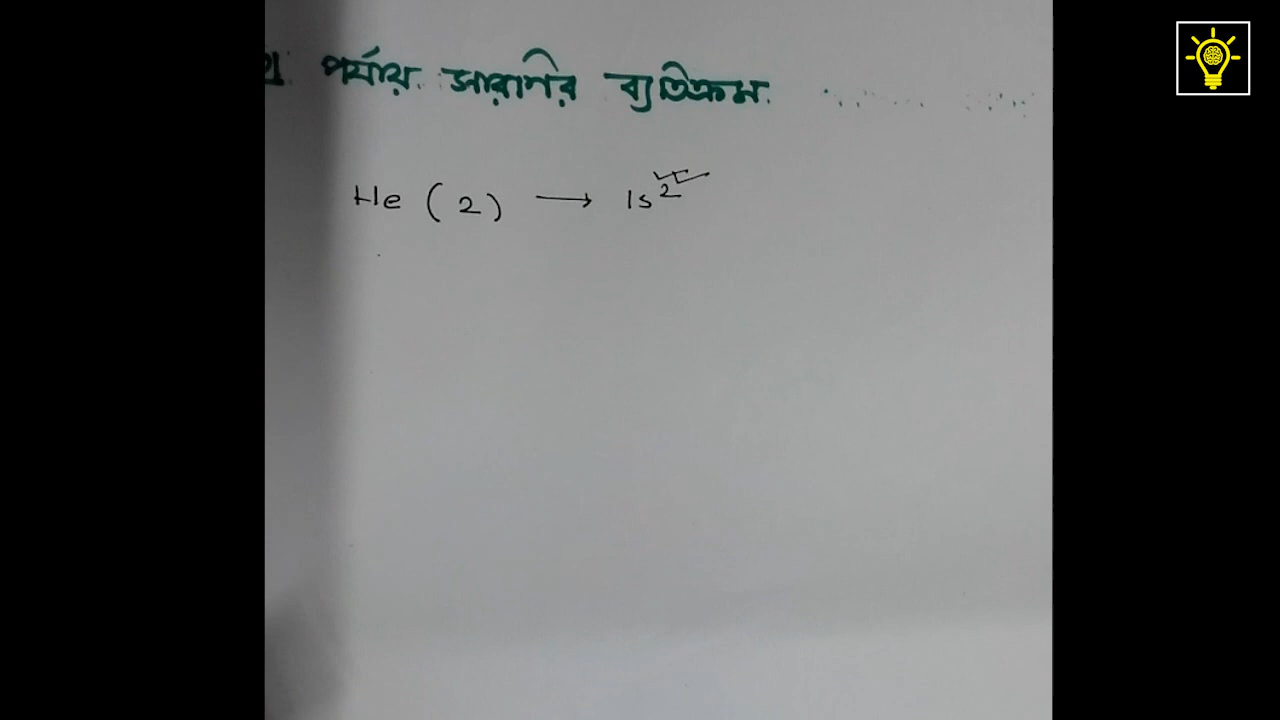 পর্যায় সারণির ব্যতিক্রম
He (2) → 1s²